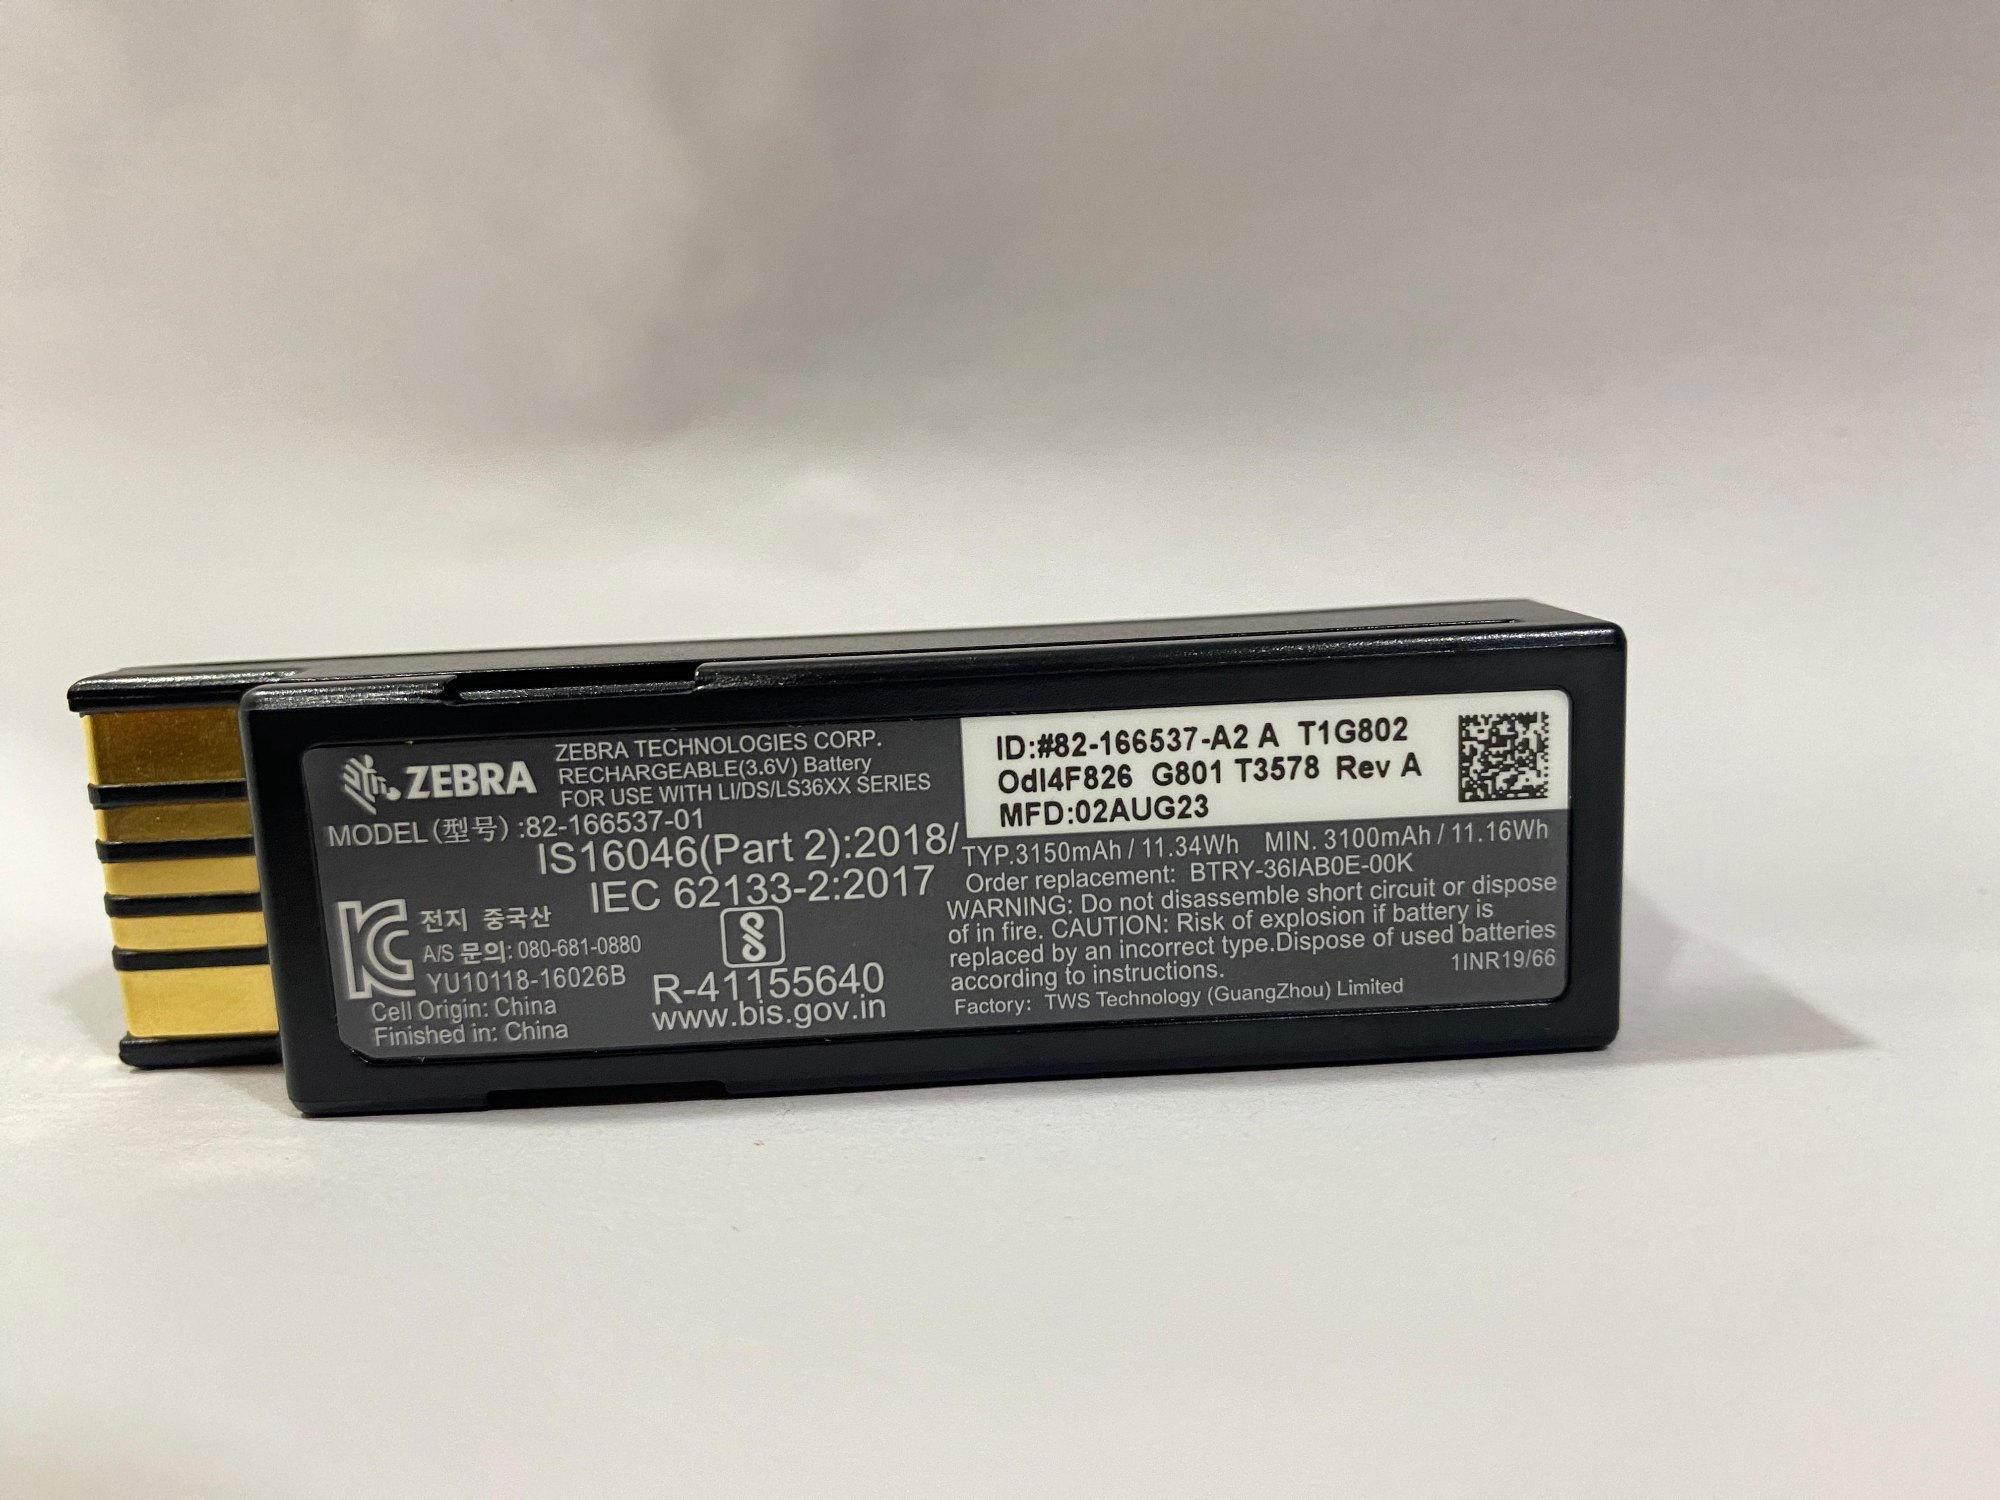 ZEBRA
ZEBRA TECHNOLOGIES CORP.
RECHARGEABLE(3.6V) Battery
FOR USE WITH LI/DS/LS36XX SERIES
MODEL(型号) :82-166537-01
IS16046(Part 2):2018/
IEC 62133-2:2017
전지 중국산
A/S 문의: 080-681-0880
YU10118-16026B
Cell Origin: China
Finished in: China
R-41155640
www.bis.gov.in
ID:#82-166537-A2 A T1G802
OdI4F826 G801 T3578 Rev A
MFD:02AUG23
TYP.3150mAh / 11.34Wh MIN. 3100mAh / 11.16Wh
Order replacement: BTRY-36IAB0E-00K
WARNING: Do not disassemble short circuit or dispose
of in fire. CAUTION: Risk of explosion if battery is
replaced by an incorrect type.Dispose of used batteries
according to instructions.
1INR19/66
Factory: TWS Technology (GuangZhou) Limited